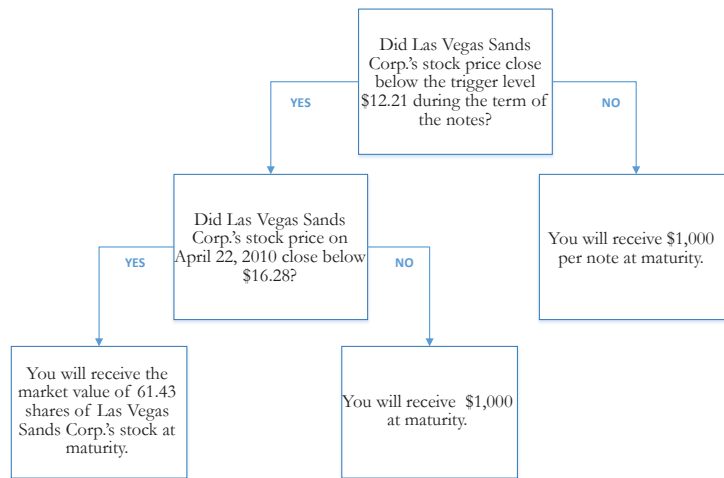 Did Las Vegas Sands
Corp.'s stock price close
below the trigger level
$12.21 during the term of
the notes?
YES
NO
Did Las Vegas Sands
Corp.'s stock price on
April 22, 2010 close below
$16.28?
You will receive $1,000
per note at maturity.
YES
NO
You will receive the
market value of 61.43
shares of Las Vegas
Sands Corp.'s stock at
maturity.
You will receive $1,000
at maturity.